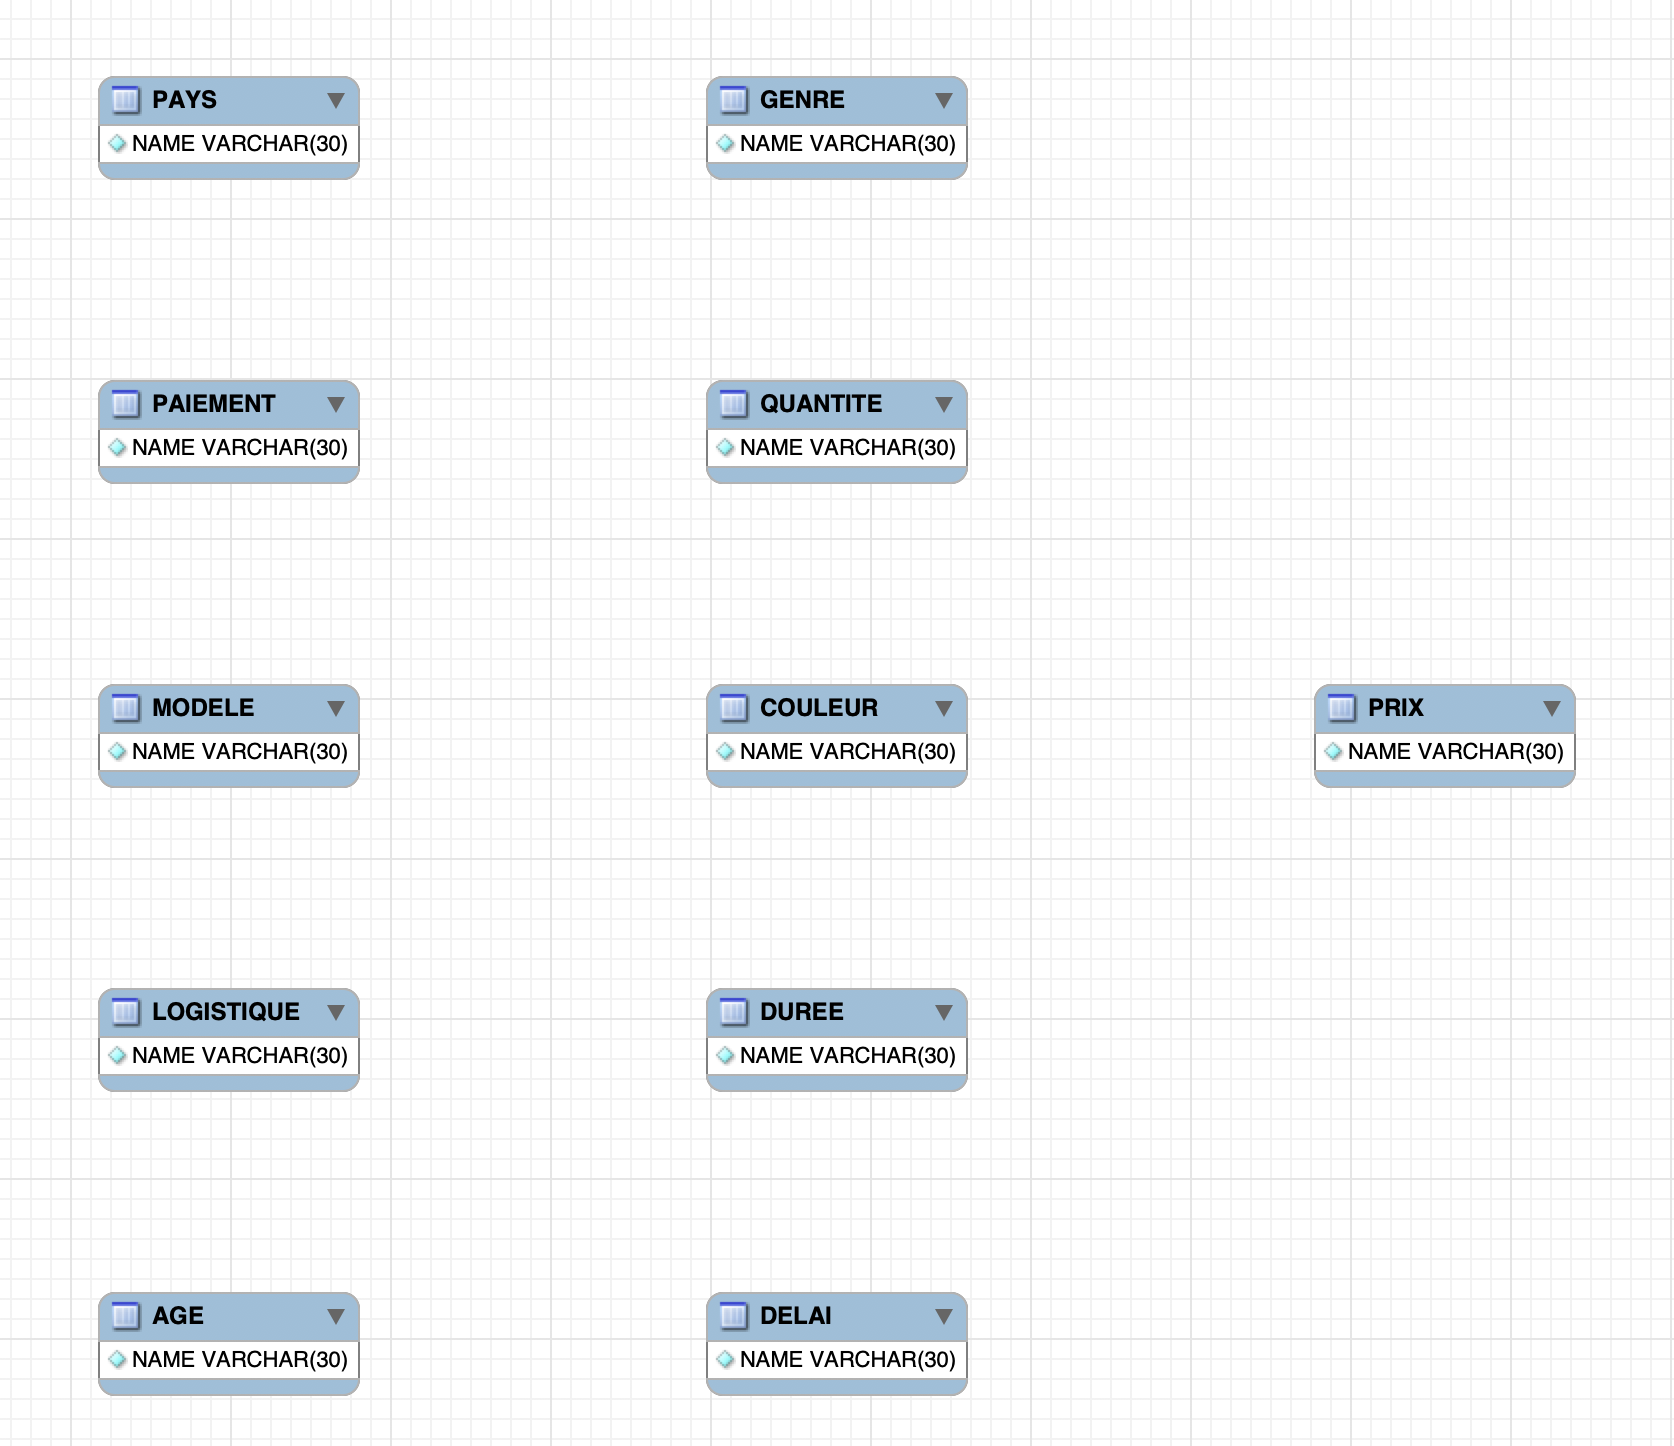 PAYS
NAME VARCHAR(30)
GENRE
NAME VARCHAR(30)
PAIEMENT
NAME VARCHAR(30)
QUANTITE
NAME VARCHAR(30)
MODELE
NAME VARCHAR(30)
COULEUR
NAME VARCHAR(30)
PRIX
NAME VARCHAR(30)
LOGISTIQUE
NAME VARCHAR(30)
DUREE
NAME VARCHAR(30)
AGE
NAME VARCHAR(30)
DELAI
NAME VARCHAR(30)